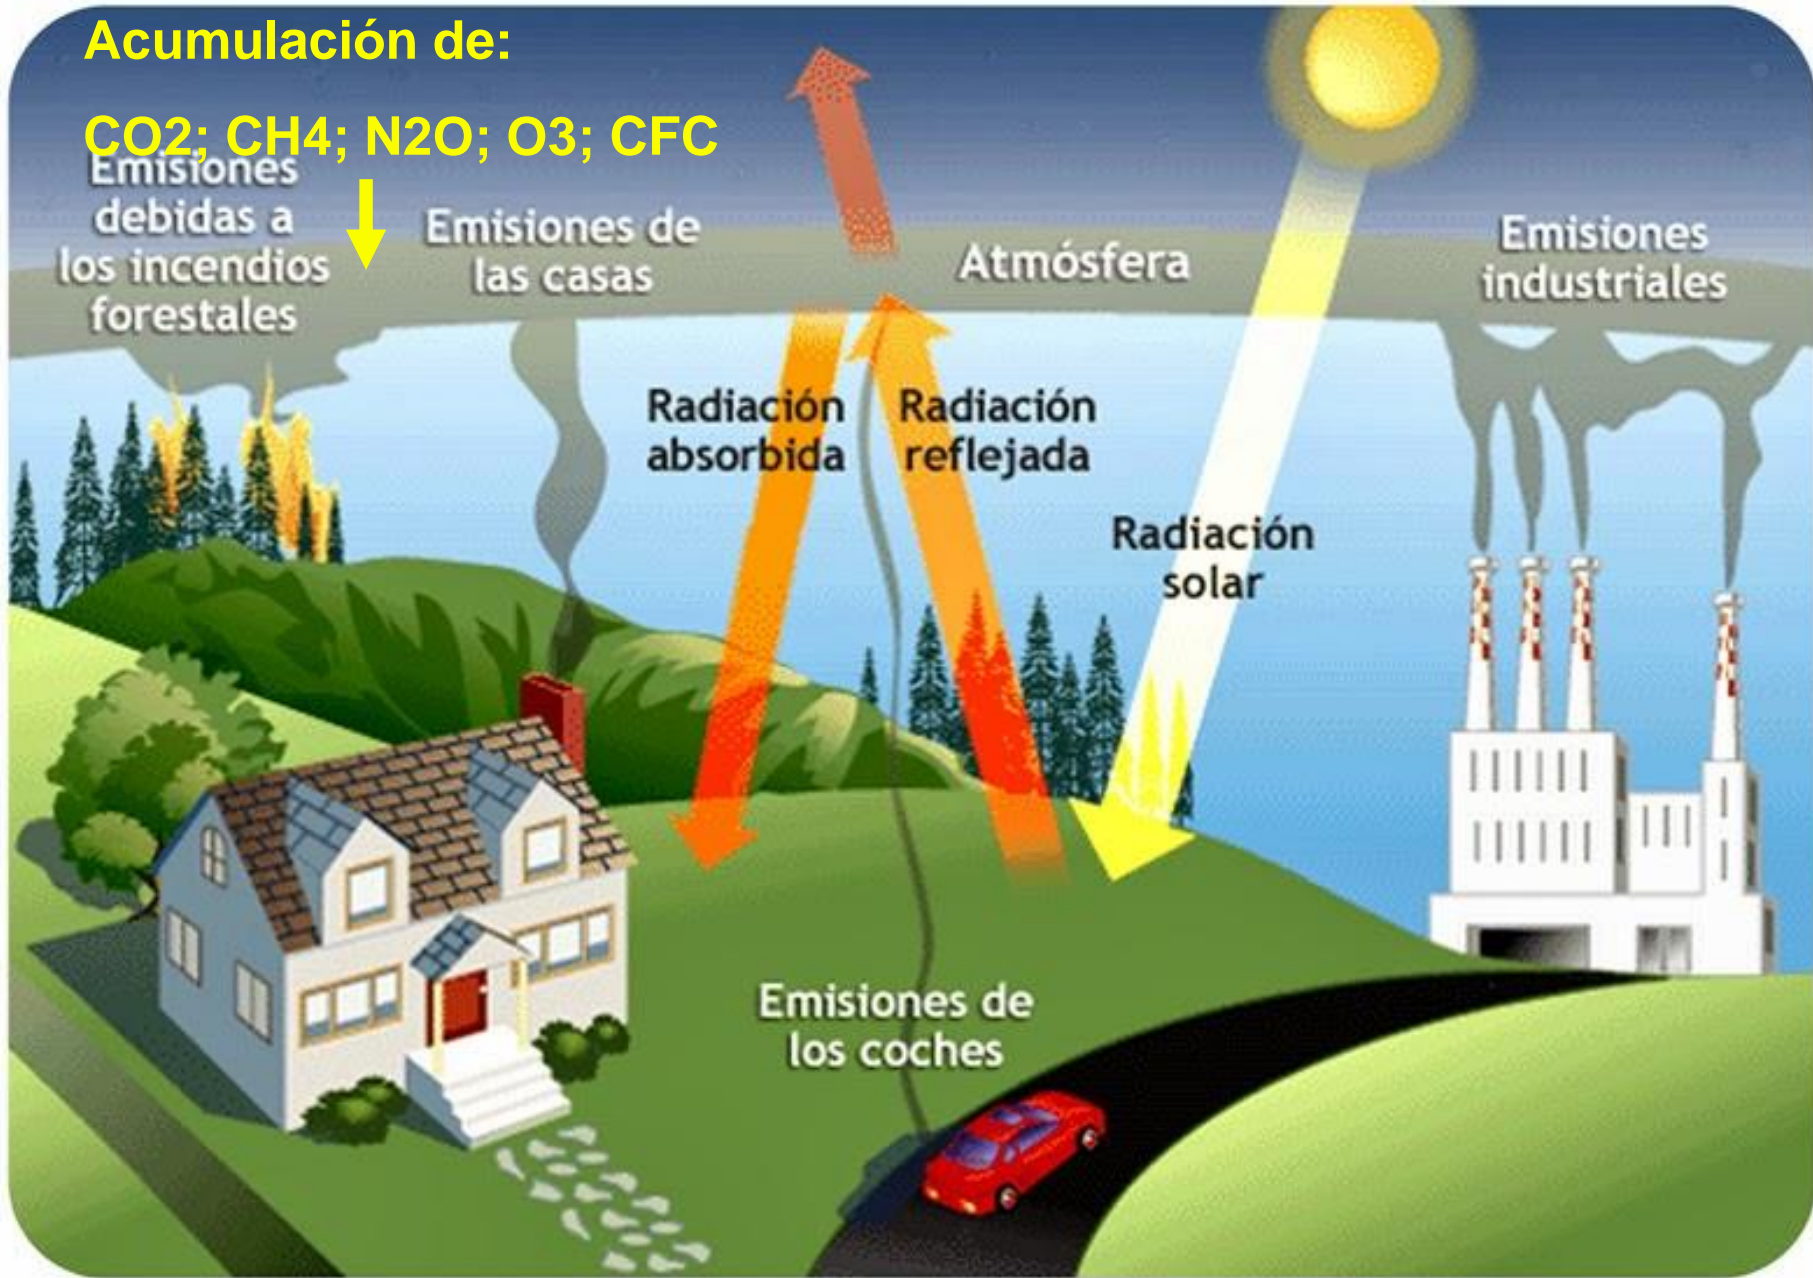 Acumulación de:
CO2; CH4; N2O; O3; CFC
Emisiones
debidas a
los incendios
forestales
Emisiones de
las casas
Atmósfera
Emisiones
industriales
Radiación
absorbida
Radiación
reflejada
Radiación
solar
Emisiones de
los coches